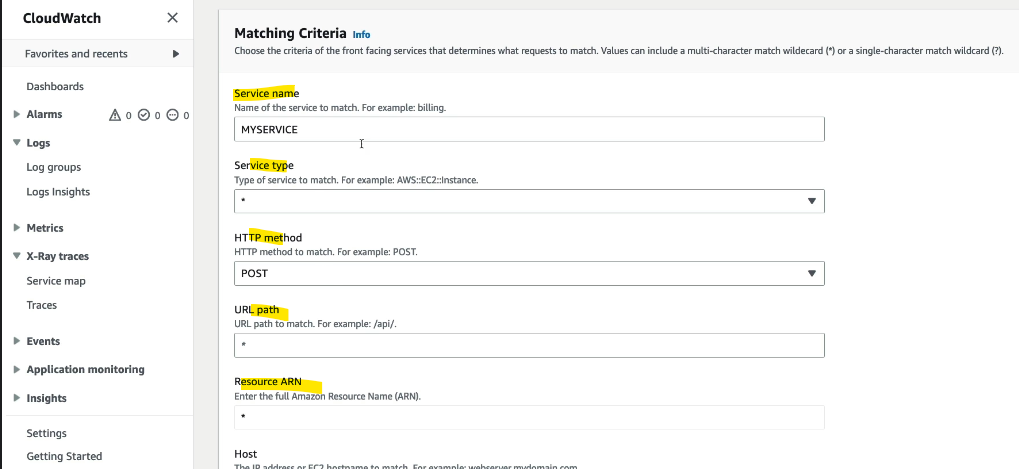 CloudWatch
Favorites and recents
Dashboards
Alarms 0 0 0
Logs
Log groups
Logs Insights
Metrics
X-Ray traces
Service map
Traces
Events
Application monitoring
Insights
Settings
Getting Started
Matching Criteria Info
Choose the criteria of the front facing services that determines what requests to match. Values can include a multi-character match wildecard (*) or a single-character match wildcard (?).
Service name
Name of the service to match. For example: billing.
MYSERVICE
Service type
Type of service to match. For example: AWS::EC2::Instance.
*
HTTP method
HTTP method to match. For example: POST.
POST
URL path
URL path to match. For example: /api/.
*
Resource ARN
Enter the full Amazon Resource Name (ARN).
*
Host
The IP address or EC2 hostname to match. For example: webserver.mydomain.com